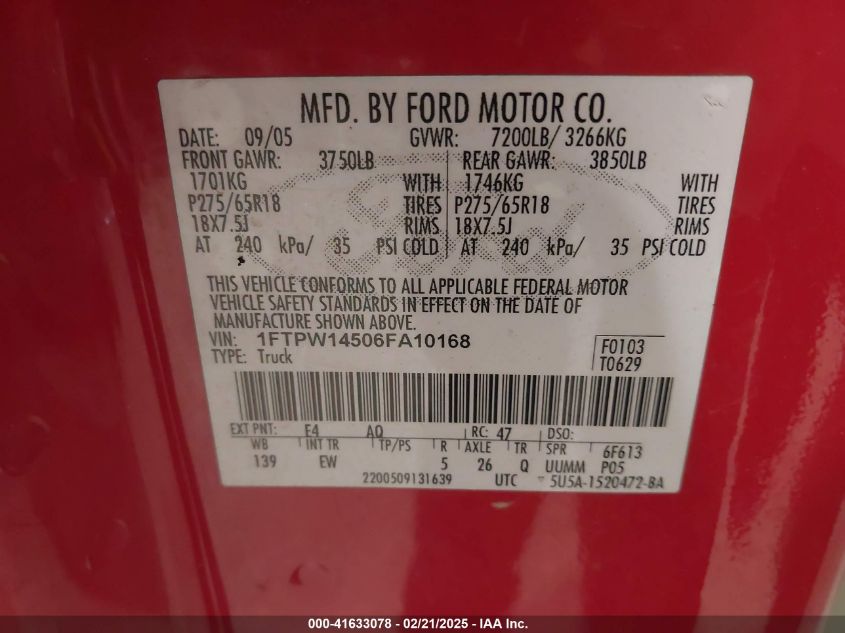 MFD. BY FORD MOTOR CO.
DATE: 09/05 GVWR: 7200LB/ 3266KG
FRONT GAWR: 3750LB REAR GAWR: 3850LB
1701KG WITH 1746KG WITH
P275/65R18 TIRES P275/65R18 TIRES
18X7.5J RIMS 18X7.5J RIMS
AT 240 kPa/ 35 PSI COLD AT 240 kPa/ 35 PSI COLD
THIS VEHICLE CONFORMS TO ALL APPLICABLE FEDERAL MOTOR
VEHICLE SAFETY STANDARDS IN EFFECT ON THE DATE OF
MANUFACTURE SHOWN ABOVE.
VIN: 1FTPW14506FA10168 F0103
TYPE: Truck T0629
EXT PNT: E4 AQ RC: 47 DSO:
WB INT TR TP/PS R AXLE TR SPR 6F613
139 EW 5 26 Q UUMM P05
2200509131639 UTC 5U5A-1520472-BA
000-41633078 - 02/21/2025 - IAA Inc.